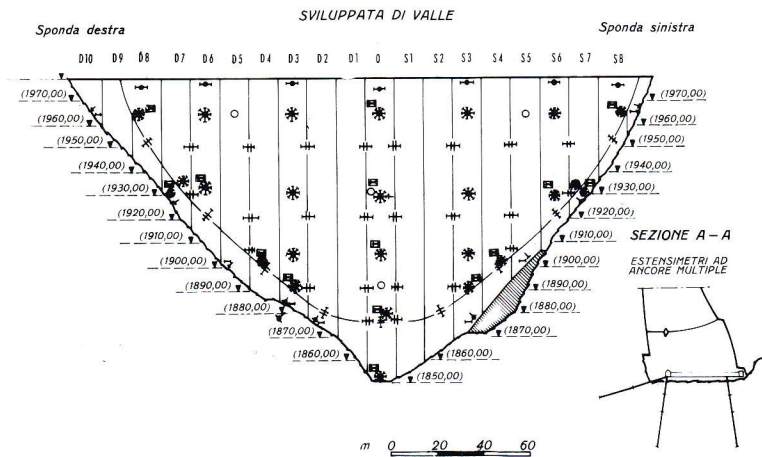 SVILUPPATA DI VALLE
Sponda destra
Sponda sinistra
D10 D9 D8 D7 D6 D5 D4 D3 D2 D1 0 S1 S2 S3 S4 S5 S6 S7 S8
(1970,00) (1970,00)
(1960,00) (1960,00)
(1950,00) (1950,00)
(1940,00) (1940,00)
(1930,00) (1930,00)
(1920,00) (1920,00)
(1910,00) (1910,00)
(1900,00) (1900,00)
(1890,00) (1890,00)
(1880,00) (1880,00)
(1870,00) (1870,00)
(1860,00) (1860,00)
(1850,00)
SEZIONE A-A
ESTENSIMETRI AD
ANCORE MULTIPLE
m 0 20 40 60